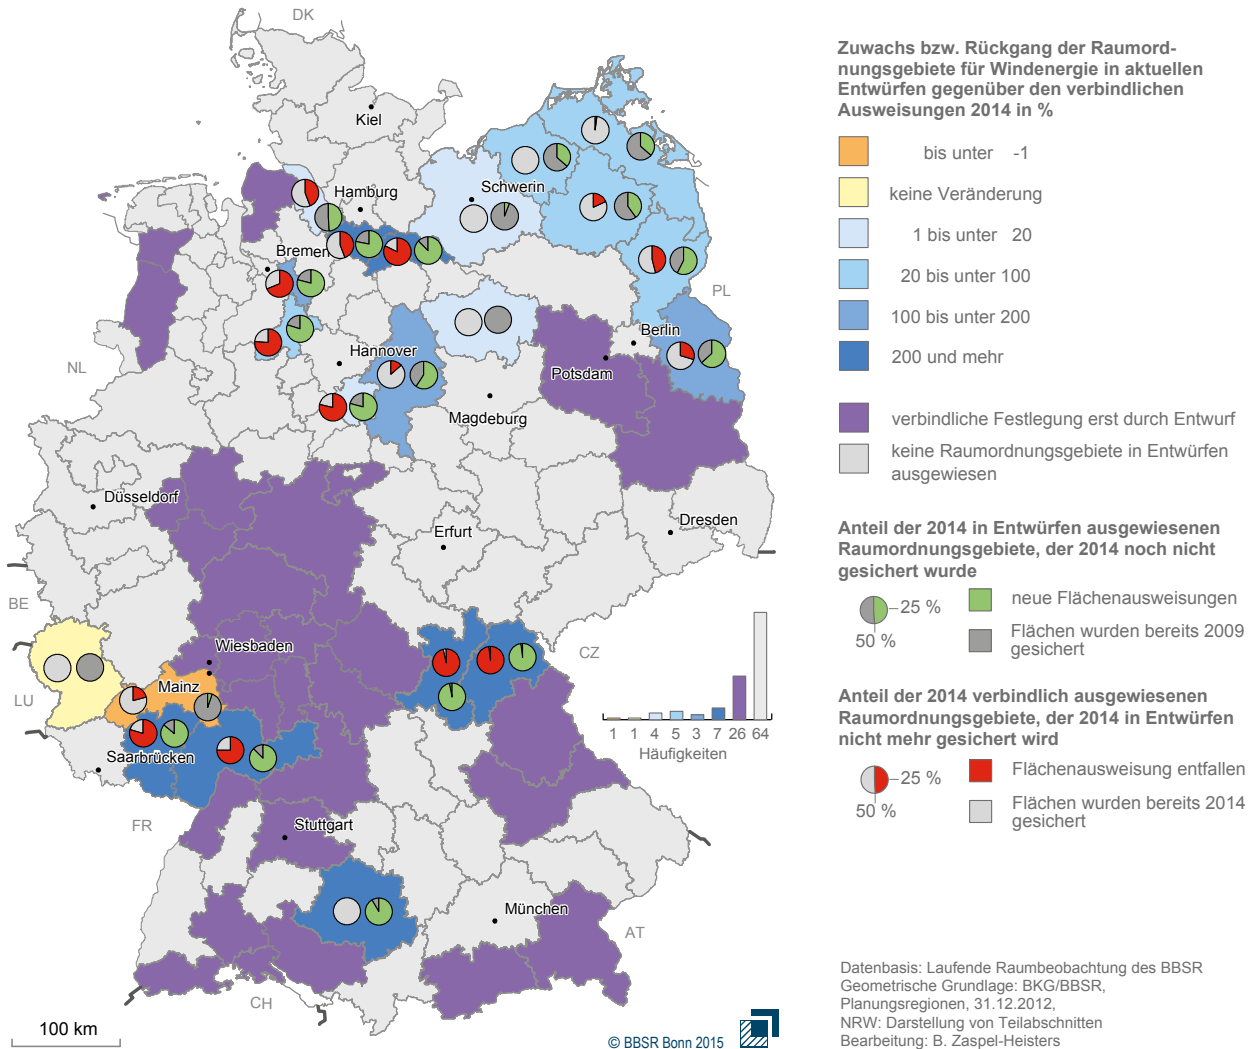 DK
Kiel
Hamburg
Schwerin
Bremen
PL
Berlin
NL
Hannover
Potsdam
Magdeburg
Düsseldorf
Dresden
Erfurt
BE
Wiesbaden
CZ
LU
Mainz
Saarbrücken
FR
Stuttgart
München
AT
CH
1 1 4 5 3 7 26 64
Häufigkeiten
100 km
© BBSR Bonn 2015
Zuwachs bzw. Rückgang der Raumord-
nungsgebiete für Windenergie in aktuellen
Entwürfen gegenüber den verbindlichen
Ausweisungen 2014 in %
bis unter -1
keine Veränderung
1 bis unter 20
20 bis unter 100
100 bis unter 200
200 und mehr
verbindliche Festlegung erst durch Entwurf
keine Raumordnungsgebiete in Entwürfen
ausgewiesen
Anteil der 2014 in Entwürfen ausgewiesenen
Raumordnungsgebiete, der 2014 noch nicht
gesichert wurde
25 %
50 %
neue Flächenausweisungen
Flächen wurden bereits 2009
gesichert
Anteil der 2014 verbindlich ausgewiesenen
Raumordnungsgebiete, der 2014 in Entwürfen
nicht mehr gesichert wird
25 %
50 %
Flächenausweisung entfallen
Flächen wurden bereits 2014
gesichert
Datenbasis: Laufende Raumbeobachtung des BBSR
Geometrische Grundlage: BKG/BBSR,
Planungsregionen, 31.12.2012,
NRW: Darstellung von Teilabschnitten
Bearbeitung: B. Zaspel-Heisters